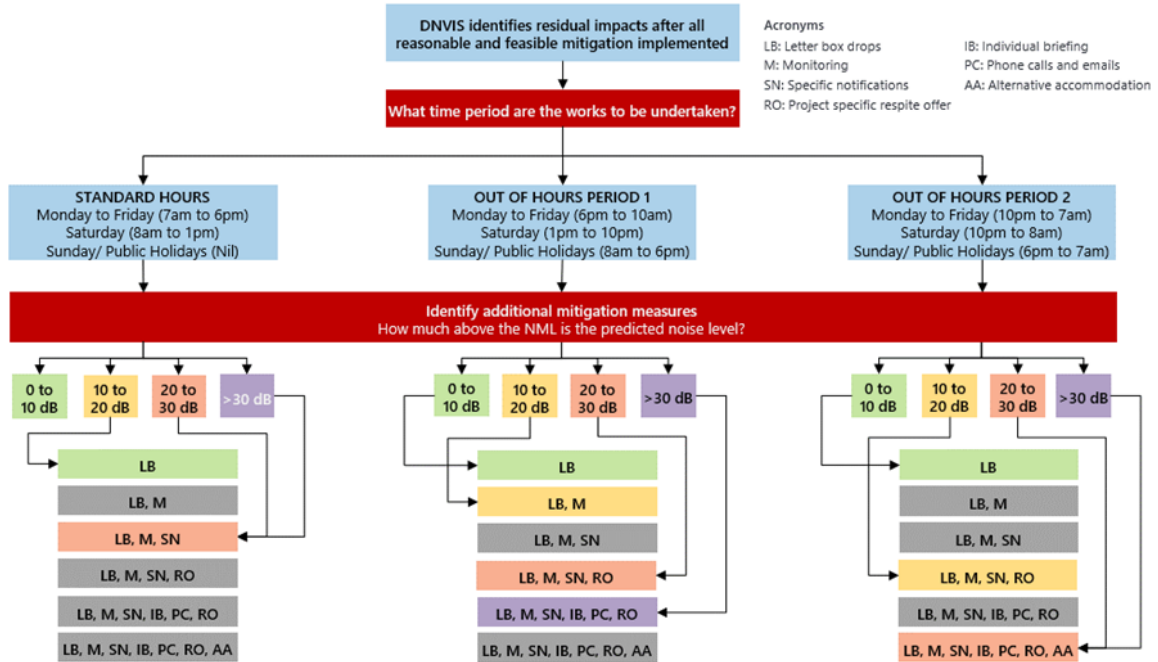 DNVIS identifies residual impacts after all
reasonable and feasible mitigation implemented
Acronyms
LB: Letter box drops
IB: Individual briefing
M: Monitoring
PC: Phone calls and emails
SN: Specific notifications
AA: Alternative accommodation
RO: Project specific respite offer
What time period are the works to be undertaken?
STANDARD HOURS
Monday to Friday (7am to 6pm)
Saturday (8am to 1pm)
Sunday/ Public Holidays (Nil)
OUT OF HOURS PERIOD 1
Monday to Friday (6pm to 10am)
Saturday (1pm to 10pm)
Sunday/ Public Holidays (8am to 6pm)
OUT OF HOURS PERIOD 2
Monday to Friday (10pm to 7am)
Saturday (10pm to 8am)
Sunday/ Public Holidays (6pm to 7am)
Identify additional mitigation measures
How much above the NML is the predicted noise level?
0 to
10 dB
10 to
20 dB
20 to
30 dB
>30 dB
0 to
10 dB
10 to
20 dB
20 to
30 dB
>30 dB
0 to
10 dB
10 to
20 dB
20 to
30 dB
>30 dB
LB
LB, M
LB, M, SN
LB, M, SN, RO
LB, M, SN, IB, PC, RO
LB, M, SN, IB, PC, RO, AA
LB
LB, M
LB, M, SN
LB, M, SN, RO
LB, M, SN, IB, PC, RO
LB, M, SN, IB, PC, RO, AA
LB
LB, M
LB, M, SN
LB, M, SN, RO
LB, M, SN, IB, PC, RO
LB, M, SN, IB, PC, RO, AA